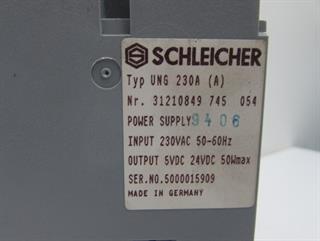 SCHLEICHER
Typ UNG 230A (A)
Nr. 31210849 745 054
POWER SUPPLY 9406
INPUT 230VAC 50-60Hz
OUTPUT 5VDC 24VDC 50Wmax
SER.NO.5000015909
MADE IN GERMANY